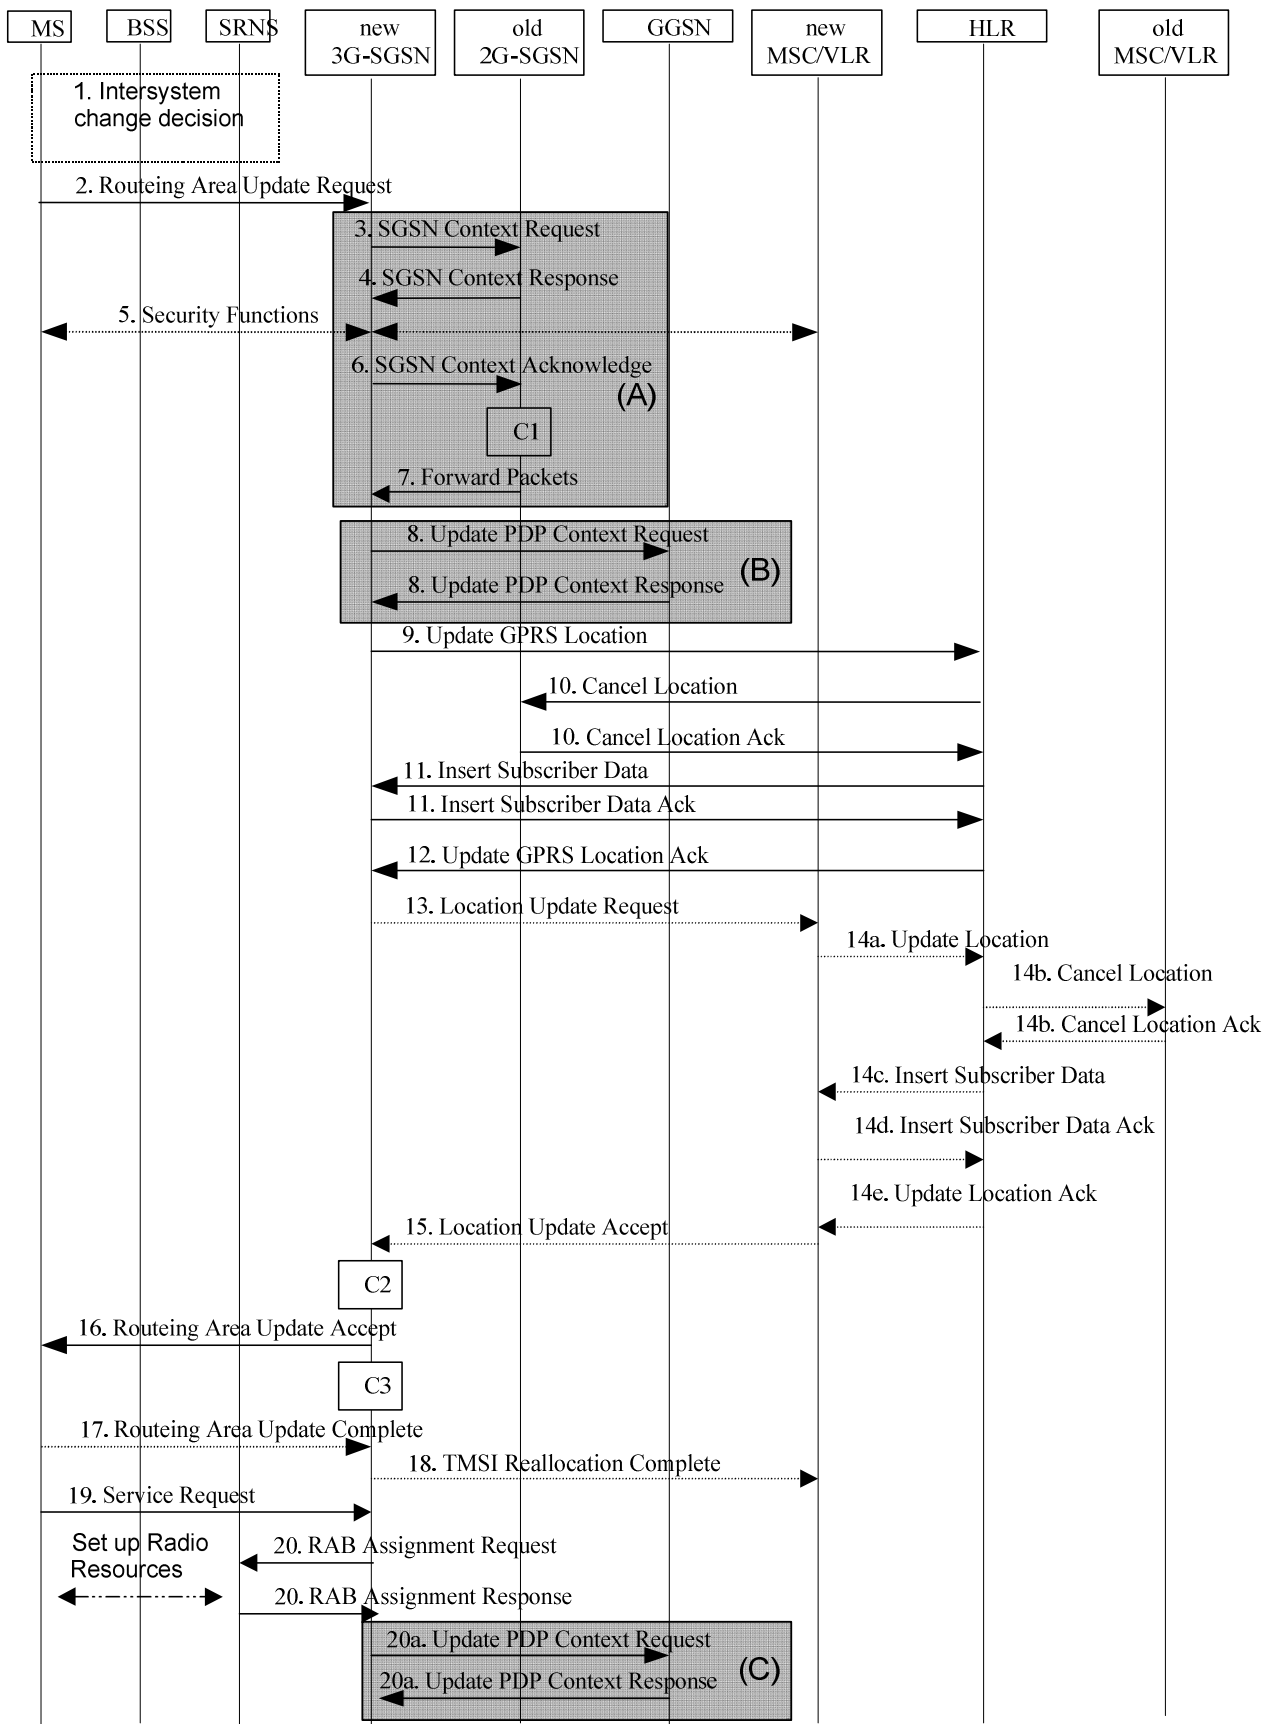 MS
BSS
SRNS
new
3G-SGSN
old
2G-SGSN
GGSN
new
MSC/VLR
HLR
old
MSC/VLR
1. Intersystem
change decision
2. Routeing Area Update Request
3. SGSN Context Request
4. SGSN Context Response
5. Security Functions
6. SGSN Context Acknowledge
(A)
C1
7. Forward Packets
8. Update PDP Context Request
(B)
8. Update PDP Context Response
9. Update GPRS Location
10. Cancel Location
10. Cancel Location Ack
11. Insert Subscriber Data
11. Insert Subscriber Data Ack
12. Update GPRS Location Ack
13. Location Update Request
14a. Update Location
14b. Cancel Location
14b. Cancel Location Ack
14c. Insert Subscriber Data
14d. Insert Subscriber Data Ack
14e. Update Location Ack
15. Location Update Accept
C2
16. Routeing Area Update Accept
C3
17. Routeing Area Update Complete
18. TMSI Reallocation Complete
19. Service Request
Set up Radio
Resources
20. RAB Assignment Request
20. RAB Assignment Response
20a. Update PDP Context Request
(C)
20a. Update PDP Context Response